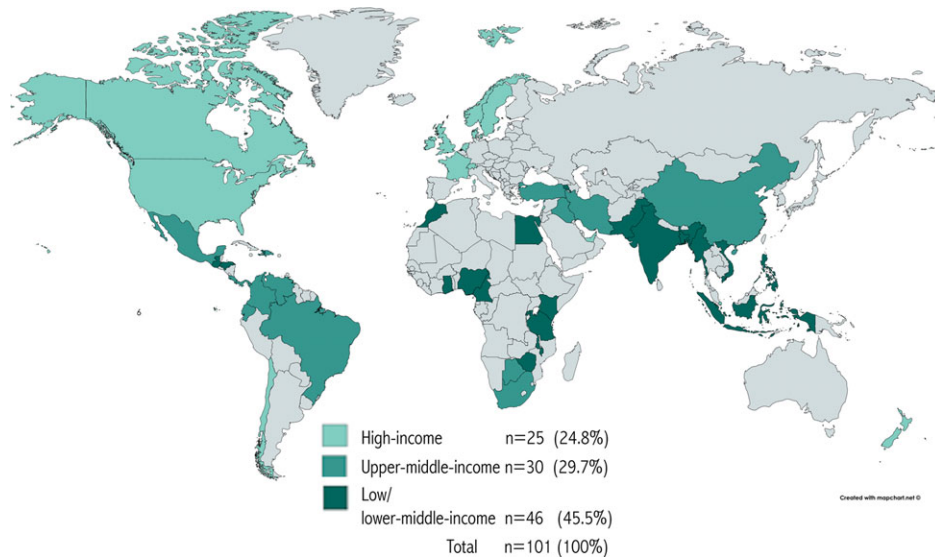 6
High-income n=25 (24.8%)
Upper-middle-income n=30 (29.7%)
Low/
lower-middle-income n=46 (45.5%)
Total n=101 (100%)
Created with mapchart.net ©